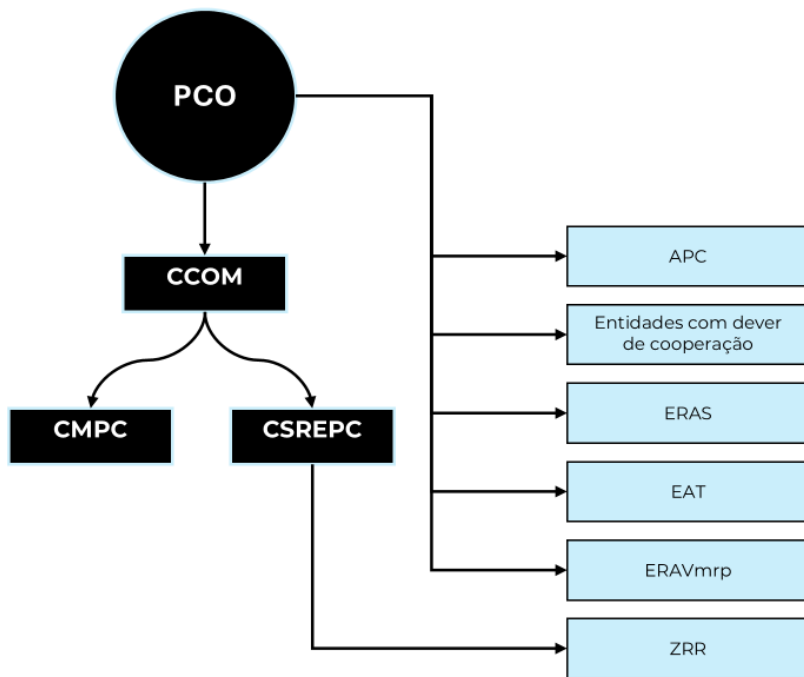 PCO
APC
CCOM
Entidades com dever
de cooperação
CMPC
CSREPC
ERAS
EAT
ERAVmrp
ZRR